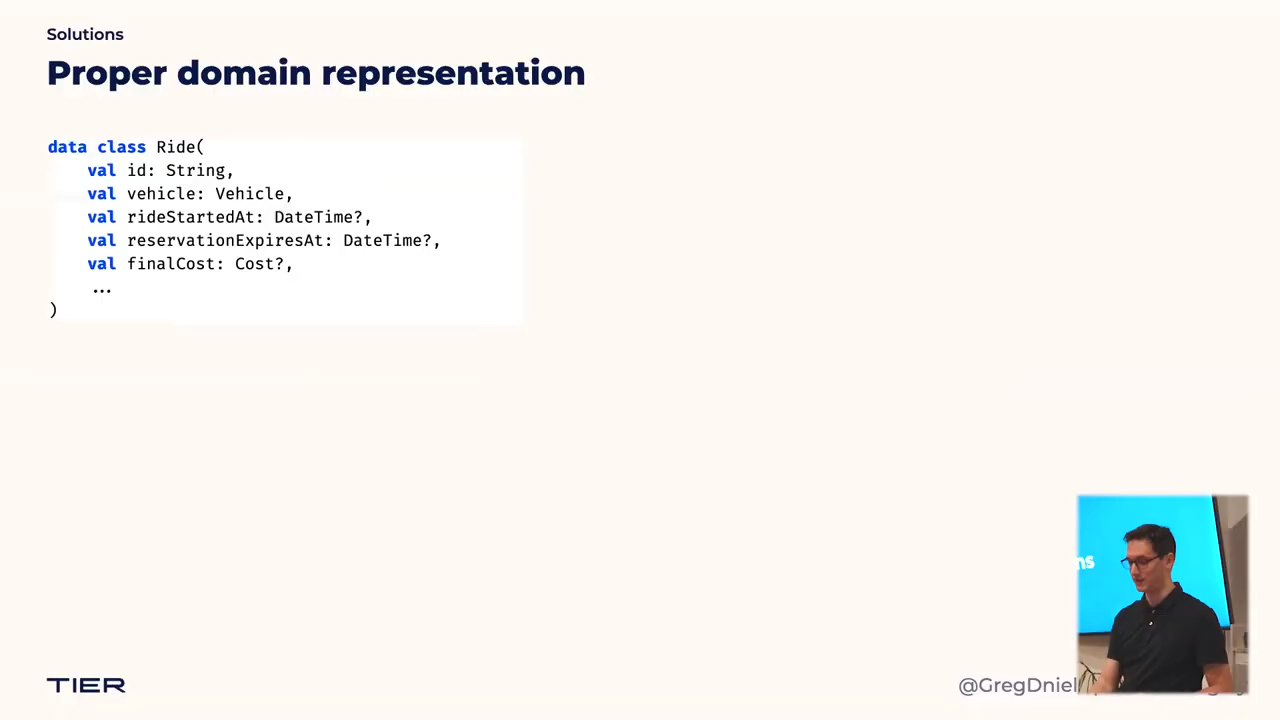 Solutions
Proper domain representation
data class Ride(
    val id: String,
    val vehicle: Vehicle,
    val rideStartedAt: DateTime?,
    val reservationExpiresAt: DateTime?,
    val finalCost: Cost?,
    ...
)
TIER